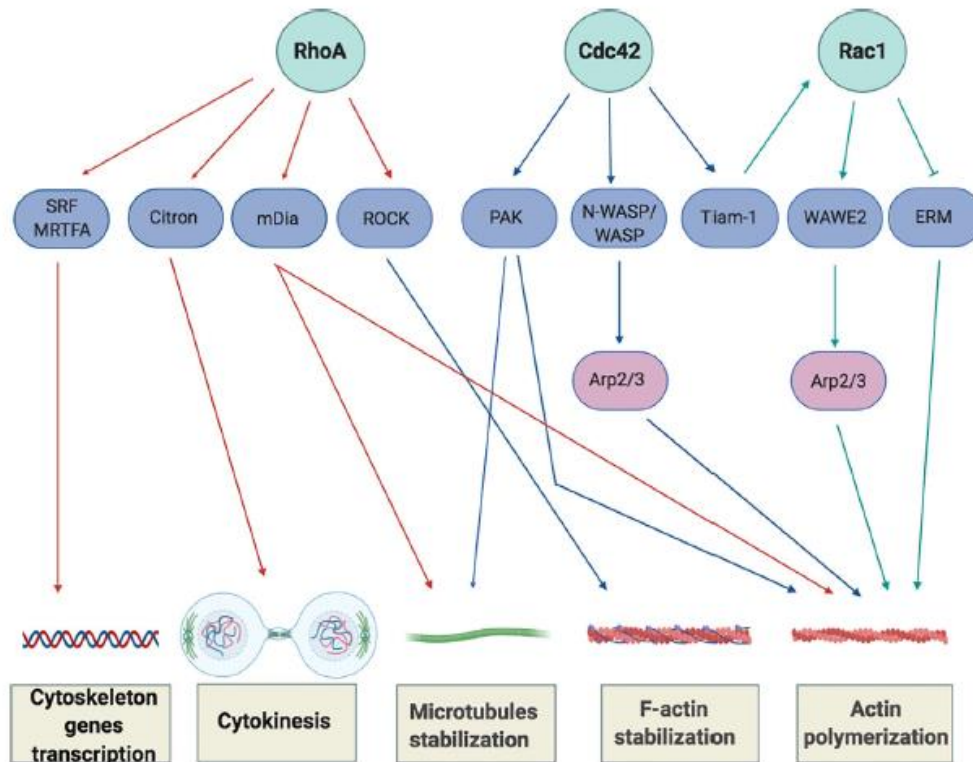 RhoA
Cdc42
Rac1
SRF
MRTFA
Citron
mDia
ROCK
PAK
N-WASP/
WASP
Tiam-1
WAWE2
ERM
Arp2/3
Arp2/3
Cytoskeleton
genes
transcription
Cytokinesis
Microtubules
stabilization
F-actin
stabilization
Actin
polymerization